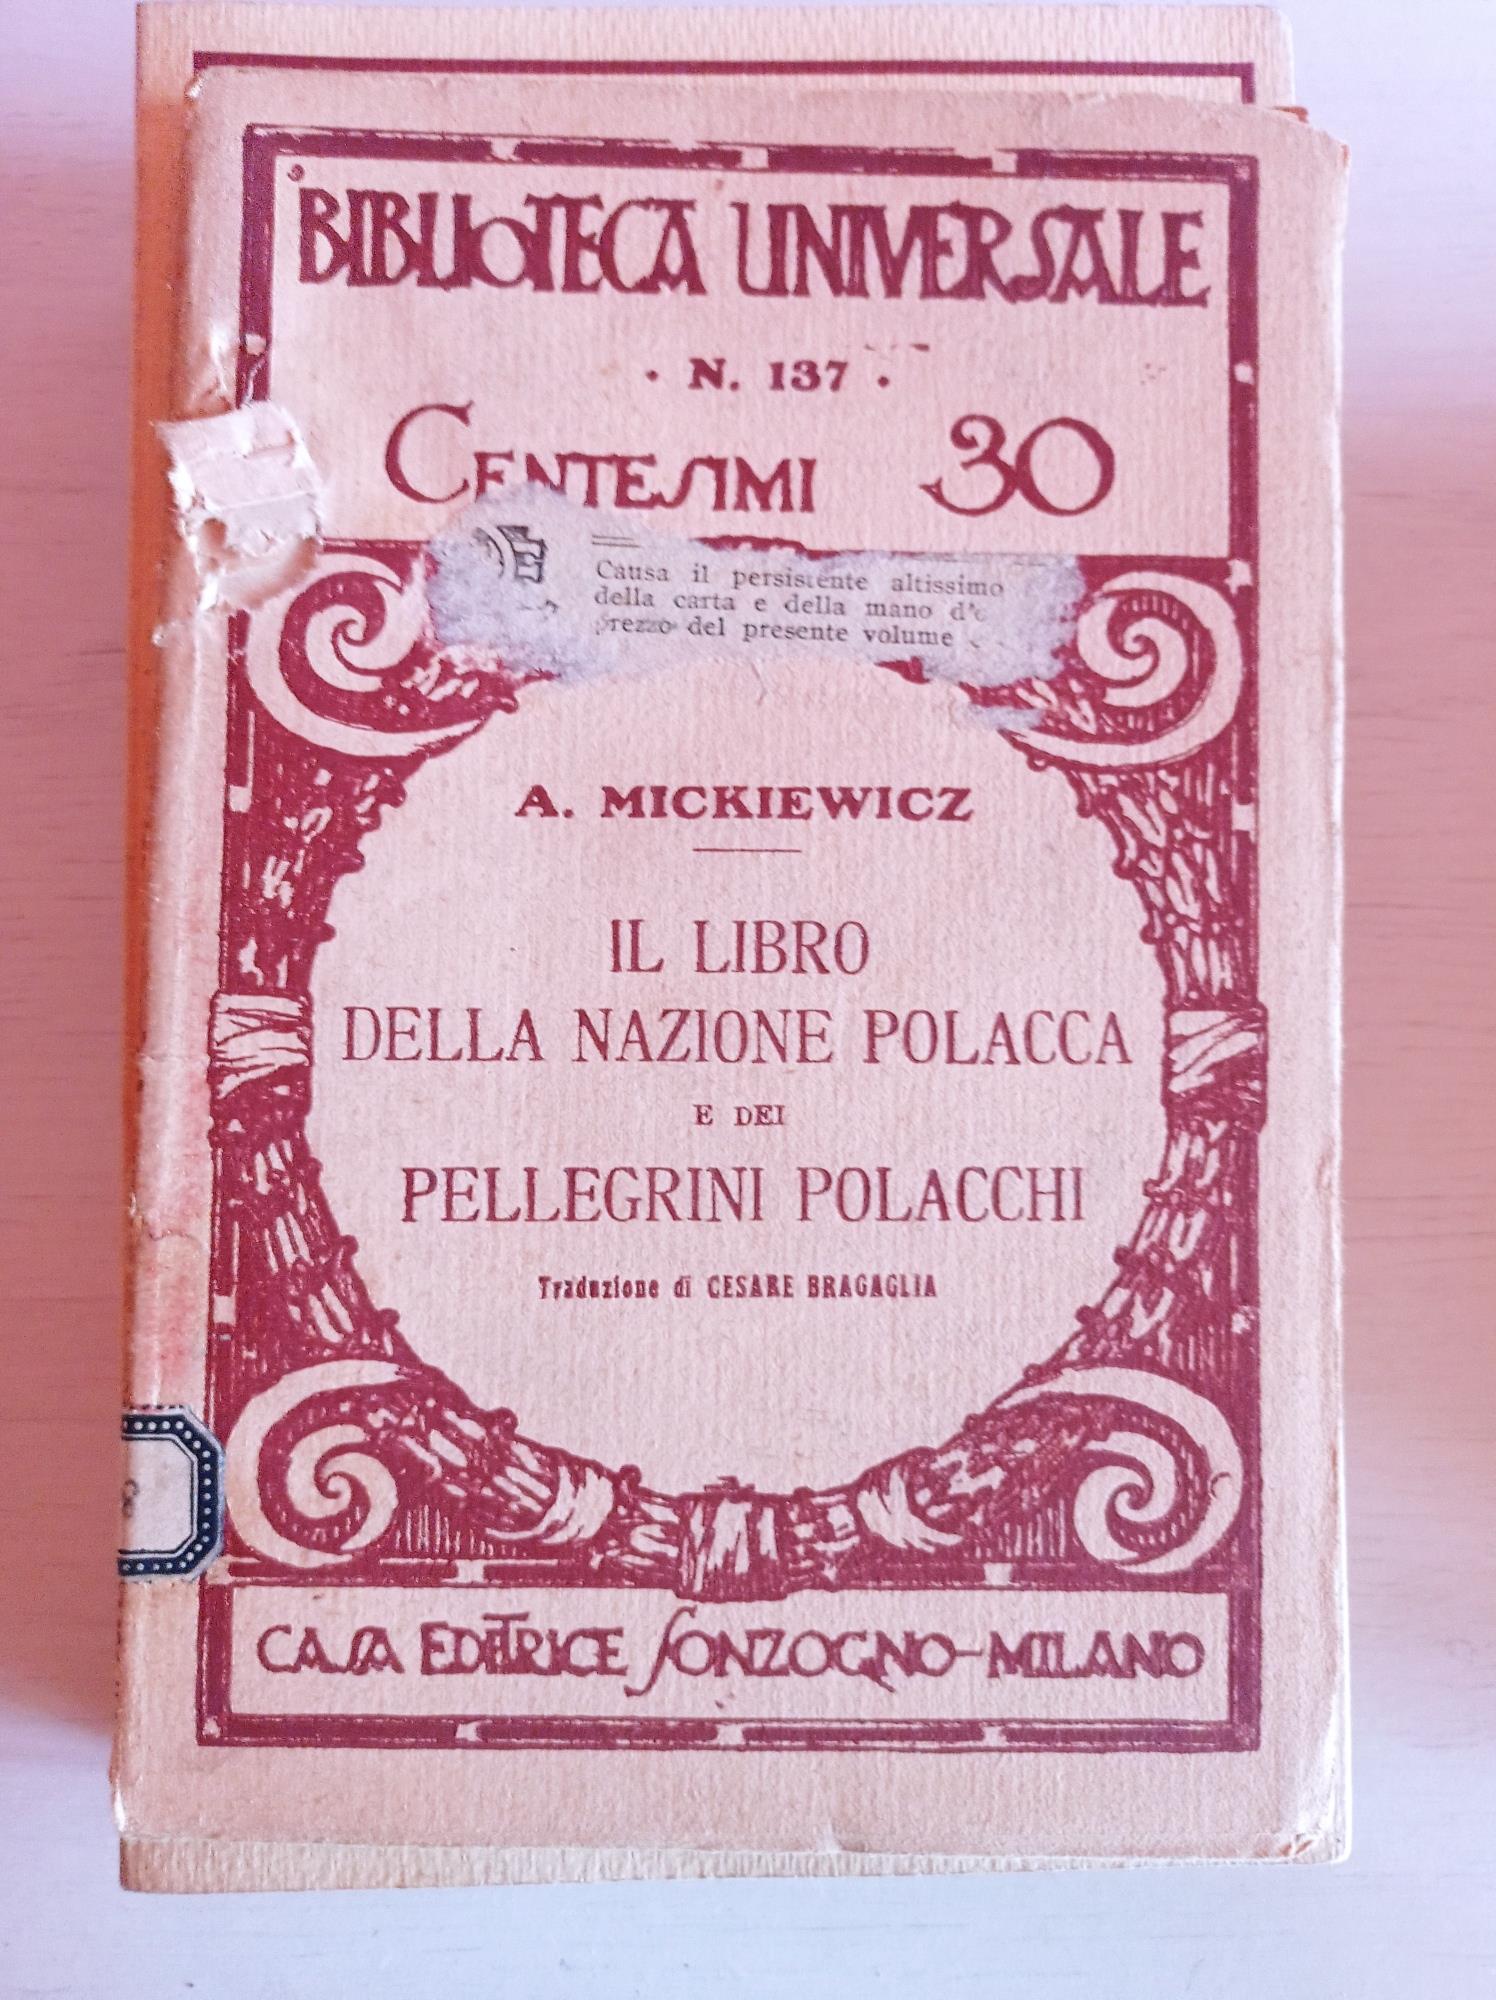 BIBLIOTECA UNIVERSALE
· N. 137 ·
CENTESIMI 30
Causa il persistente altissimo
della carta e della mano
prezzo del presente volume
A. MICKIEWICZ
IL LIBRO
DELLA NAZIONE POLACCA
E DEI
PELLEGRINI POLACCHI
Traduzione di CESARE BRAGAGLIA
8
CASA EDITRICE SONZOGNO-MILANO